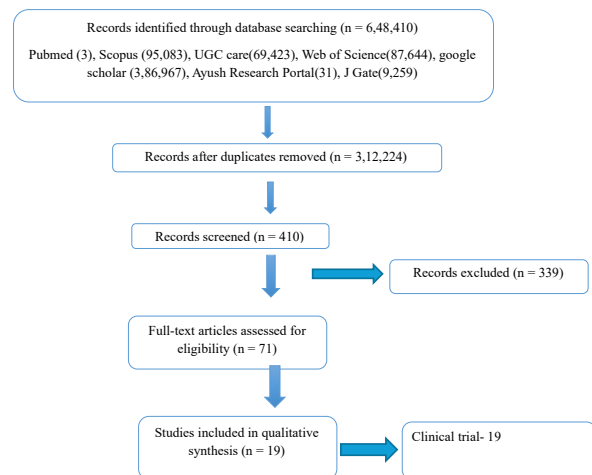 Records identified through database searching (n = 6,48,410)
Pubmed (3), Scopus (95,083), UGC care(69,423), Web of Science(87,644), google
scholar (3,86,967), Ayush Research Portal(31), J Gate(9,259)
Records after duplicates removed (n = 3,12,224)
Records screened (n = 410)
Records excluded (n = 339)
Full-text articles assessed for
eligibility (n = 71)
Studies included in qualitative
synthesis (n = 19)
Clinical trial- 19